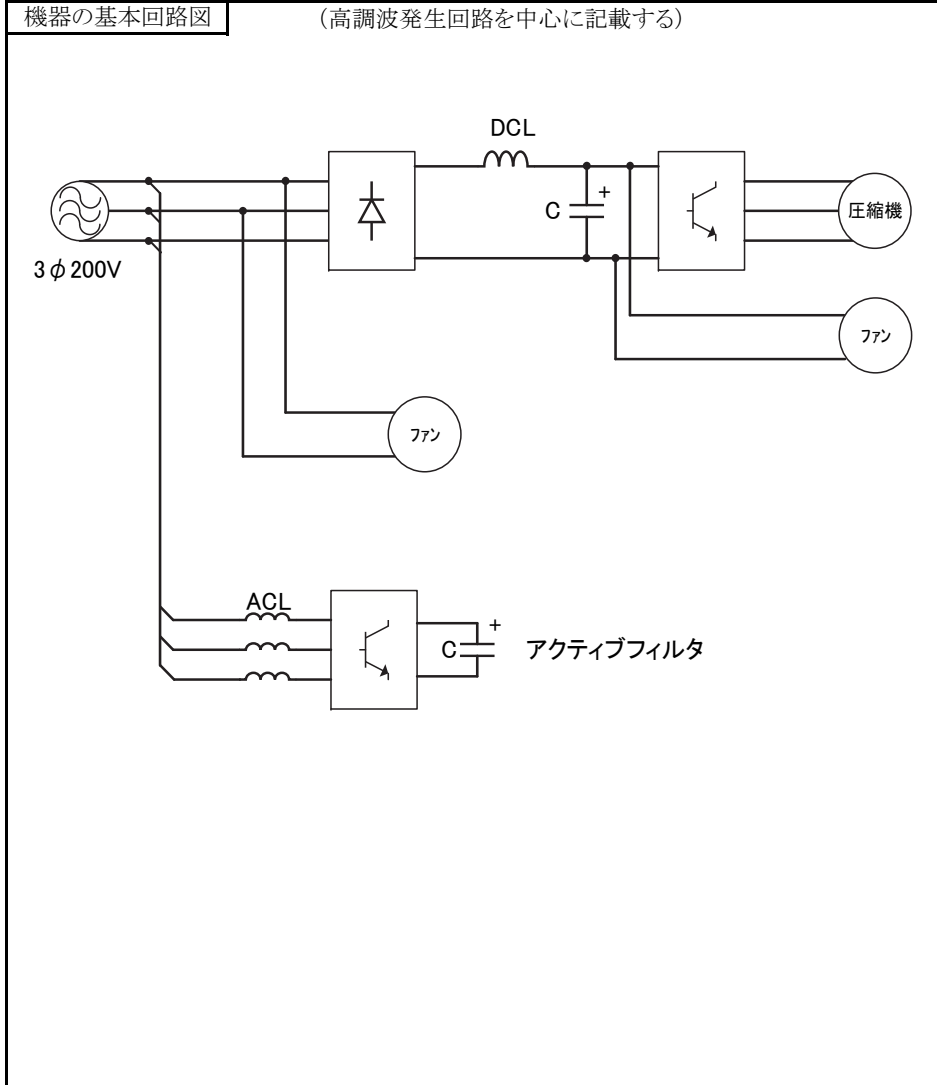 機器の基本回路図
(高調波発生回路を中心に記載する)
DCL
C
+
圧縮機
3φ200V
ファン
ファン
ACL
C
+
アクティブフィルタ